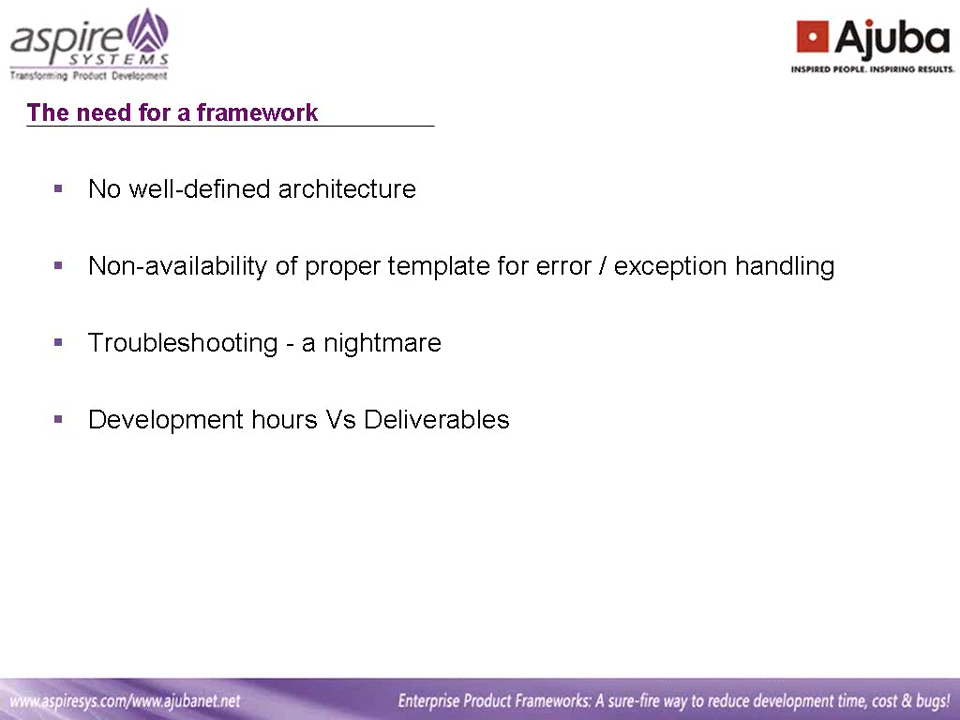 aspire
SYSTEMS
Transforming Product Development
Ajuba
INSPIRED PEOPLE. INSPIRING RESULTS.
The need for a framework
No well-defined architecture
Non-availability of proper template for error / exception handling
Troubleshooting - a nightmare
Development hours Vs Deliverables
www.aspiresys.com/www.ajubanet.net
Enterprise Product Frameworks: A sure-fire way to reduce development time, cost & bugs!